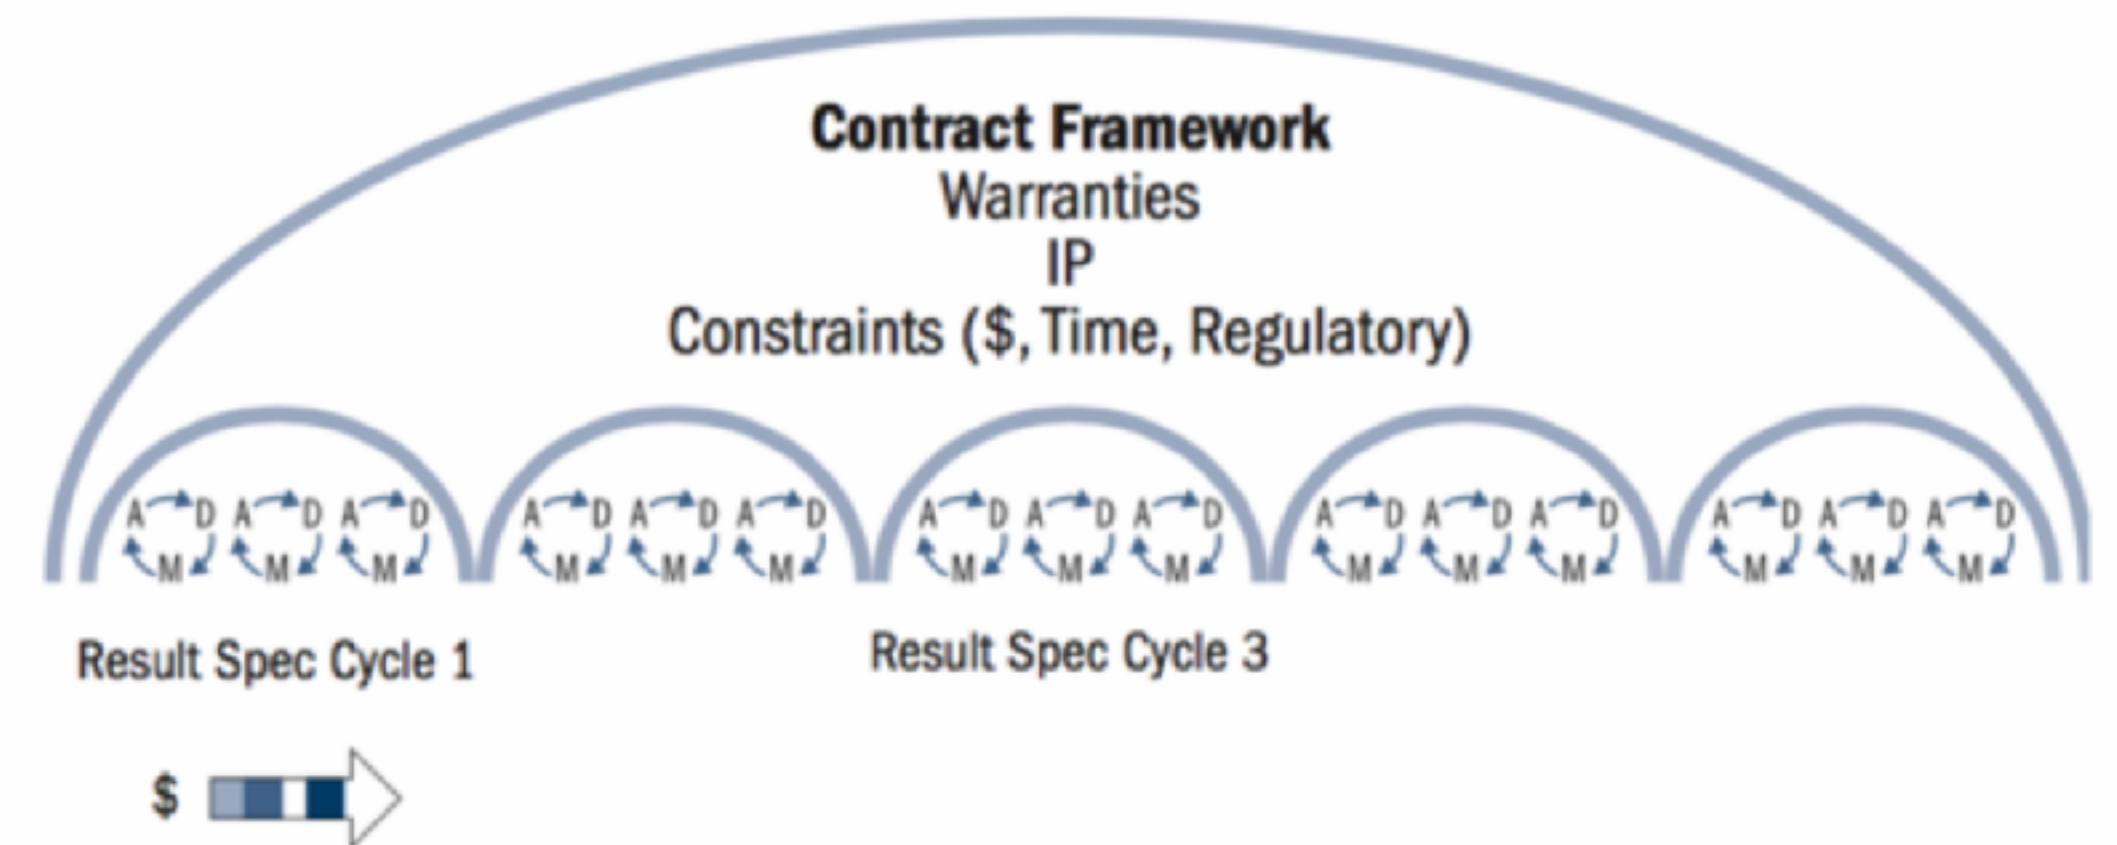 Contract Framework
Warranties
IP
Constraints ($, Time, Regulatory)
A D A D A D A D A D A D A D A D A D A D A D A D A D A D A D
M M M M M M M M M M M M M M M
Result Spec Cycle 1 Result Spec Cycle 3
$